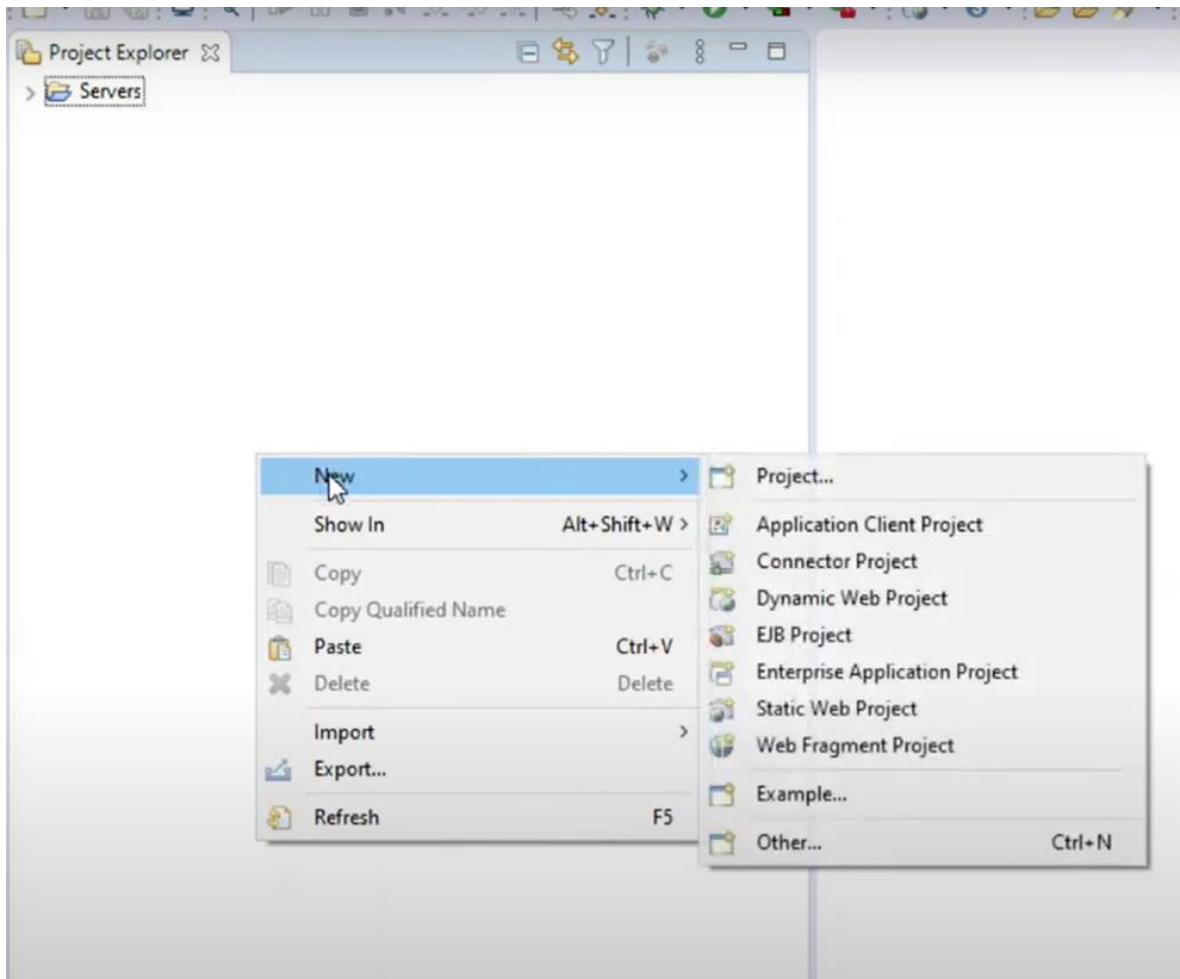 Project Explorer
Servers
New
Show In Alt+Shift+W
Copy Ctrl+C
Copy Qualified Name
Paste Ctrl+V
Delete Delete
Import
Export...
Refresh F5
Project...
Application Client Project
Connector Project
Dynamic Web Project
EJB Project
Enterprise Application Project
Static Web Project
Web Fragment Project
Example...
Other... Ctrl+N